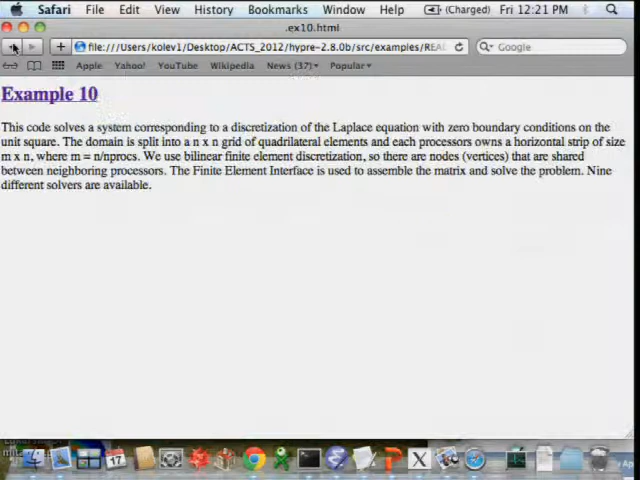 Safari File Edit View History Bookmarks Window Help (Charged) Fri 12:21 PM
.ex10.html
file:///Users/kolev1/Desktop/ACTS_2012/hypre-2.8.0b/src/examples/REA Google
Apple Yahoo! YouTube Wikipedia News (37) Popular
Example 10
This code solves a system corresponding to a discretization of the Laplace equation with zero boundary conditions on the
unit square. The domain is split into a n x n grid of quadrilateral elements and each processors owns a horizontal strip of size
m x n, where m = n/nprocs. We use bilinear finite element discretization, so there are nodes (vertices) that are shared
between neighboring processors. The Finite Element Interface is used to assemble the matrix and solve the problem. Nine
different solvers are available.
17